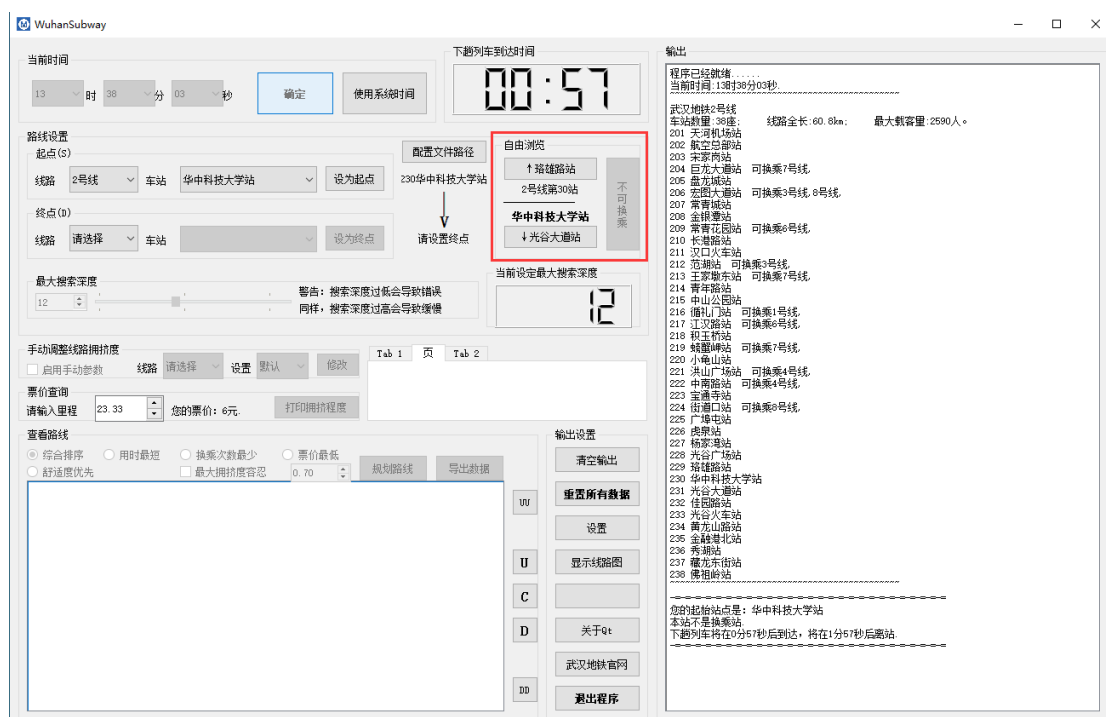 WuhanSubway
当前时间
13 时 38 分 03 秒 确定 使用系统时间
下趟列车到达时间
00:57
路线设置
起点(S)
线路 2号线 车站 华中科技大学站 设为起点
终点(D)
线路 请选择 车站 设为终点
配置文件路径
230华中科技大学站
V
请设置终点
自由浏览
↑珞雄路站
2号线第30站
华中科技大学站
↓光谷大道站
不可换乘
最大搜索深度
12
警告: 搜索深度过低会导致错误
同样, 搜索深度过高会导致缓慢
当前设定最大搜索深度
12
手动调整线路拥挤度
启用手动参数 线路 请选择 设置 默认 修改
票价查询
请输入里程 23.33 您的票价: 6元. 打印拥挤程度
Tab 1 页 Tab 2
查看路线
综合排序 用时最短 换乘次数最少 票价最低
舒适度优先 最大拥挤度容忍 0.70 规划路线 导出数据
UU
U
C
D
DD
输出设置
清空输出
重置所有数据
设置
显示线路图
关于Qt
武汉地铁官网
退出程序
输出
程序已经就绪......
当前时间:13时38分03秒.
~~~~~~~~~~~~~~~~~~~~~~~~~~~~~~~~~~~~~~
武汉地铁2号线
车站数量:38座; 线路全长:60.8km; 最大载客量:2590人。
201 天河机场站
202 航空总部站
203 宋家岗站
204 巨龙大道站 可换乘7号线,
205 盘龙城站
206 宏图大道站 可换乘3号线,8号线,
207 常青城站
208 金银潭站
209 常青花园站 可换乘6号线,
210 长港路站
211 汉口火车站
212 范湖站 可换乘3号线,
213 王家墩东站 可换乘7号线,
214 青年路站
215 中山公园站
216 循礼门站 可换乘1号线,
217 江汉路站 可换乘6号线,
218 积玉桥站
219 螃蟹岬站 可换乘7号线,
220 小龟山站
221 洪山广场站 可换乘4号线,
222 中南路站 可换乘4号线,
223 宝通寺站
224 街道口站 可换乘8号线,
225 广埠屯站
226 虎泉站
227 杨家湾站
228 光谷广场站
229 珞雄路站
230 华中科技大学站
231 光谷大道站
232 佳园路站
233 光谷火车站
234 黄龙山路站
235 金融港北站
236 秀湖站
237 藏龙东街站
238 佛祖岭站
~~~~~~~~~~~~~~~~~~~~~~~~~~~~~~~~~~~~~~
-=-=-=-=-=-=-=-=-=-=-=-=-=-=-=-=-=-=-=
您的起始站点是: 华中科技大学站
本站不是换乘站.
下趟列车将在0分57秒后到达, 将在1分57秒后离站.
-=-=-=-=-=-=-=-=-=-=-=-=-=-=-=-=-=-=-=